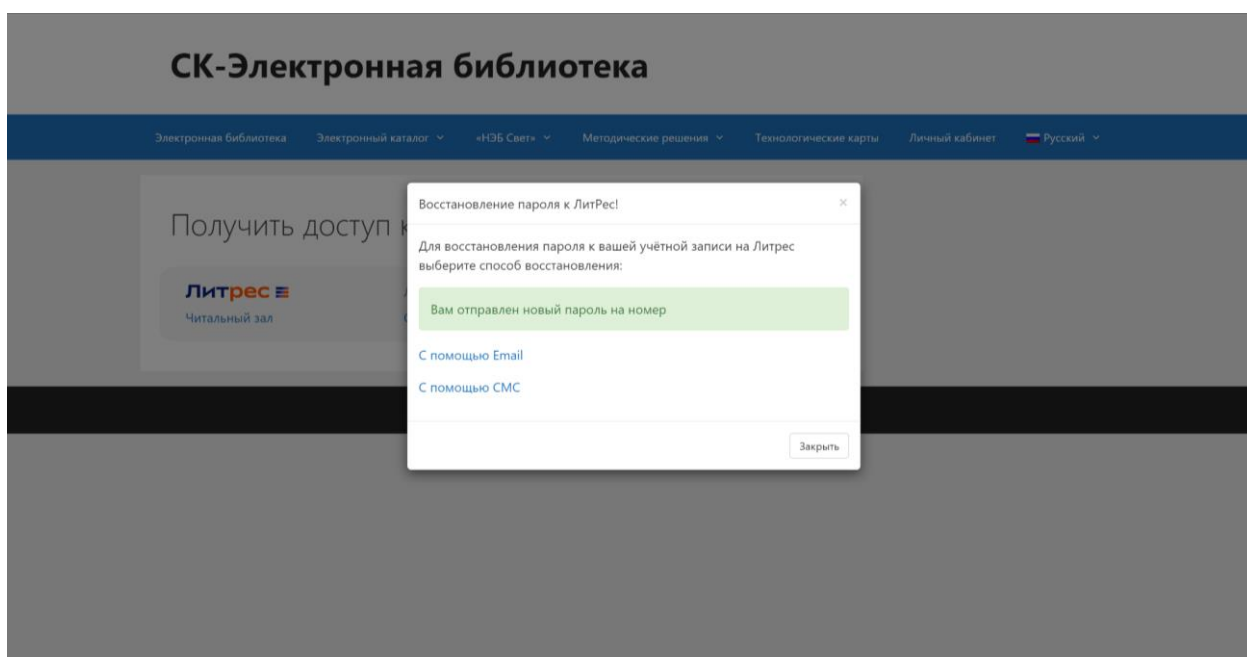 СК-Электронная библиотека
Электронная библиотека Электронный каталог «НЭБ Свет» Методические решения Технологические карты Личный кабинет Русский
Получить доступ
Литрес
Читальный зал
Восстановление пароля к ЛитРес! ×
Для восстановления пароля к вашей учётной записи на Литрес
выберите способ восстановления:
Вам отправлен новый пароль на номер
С помощью Email
С помощью СМС
Закрыть